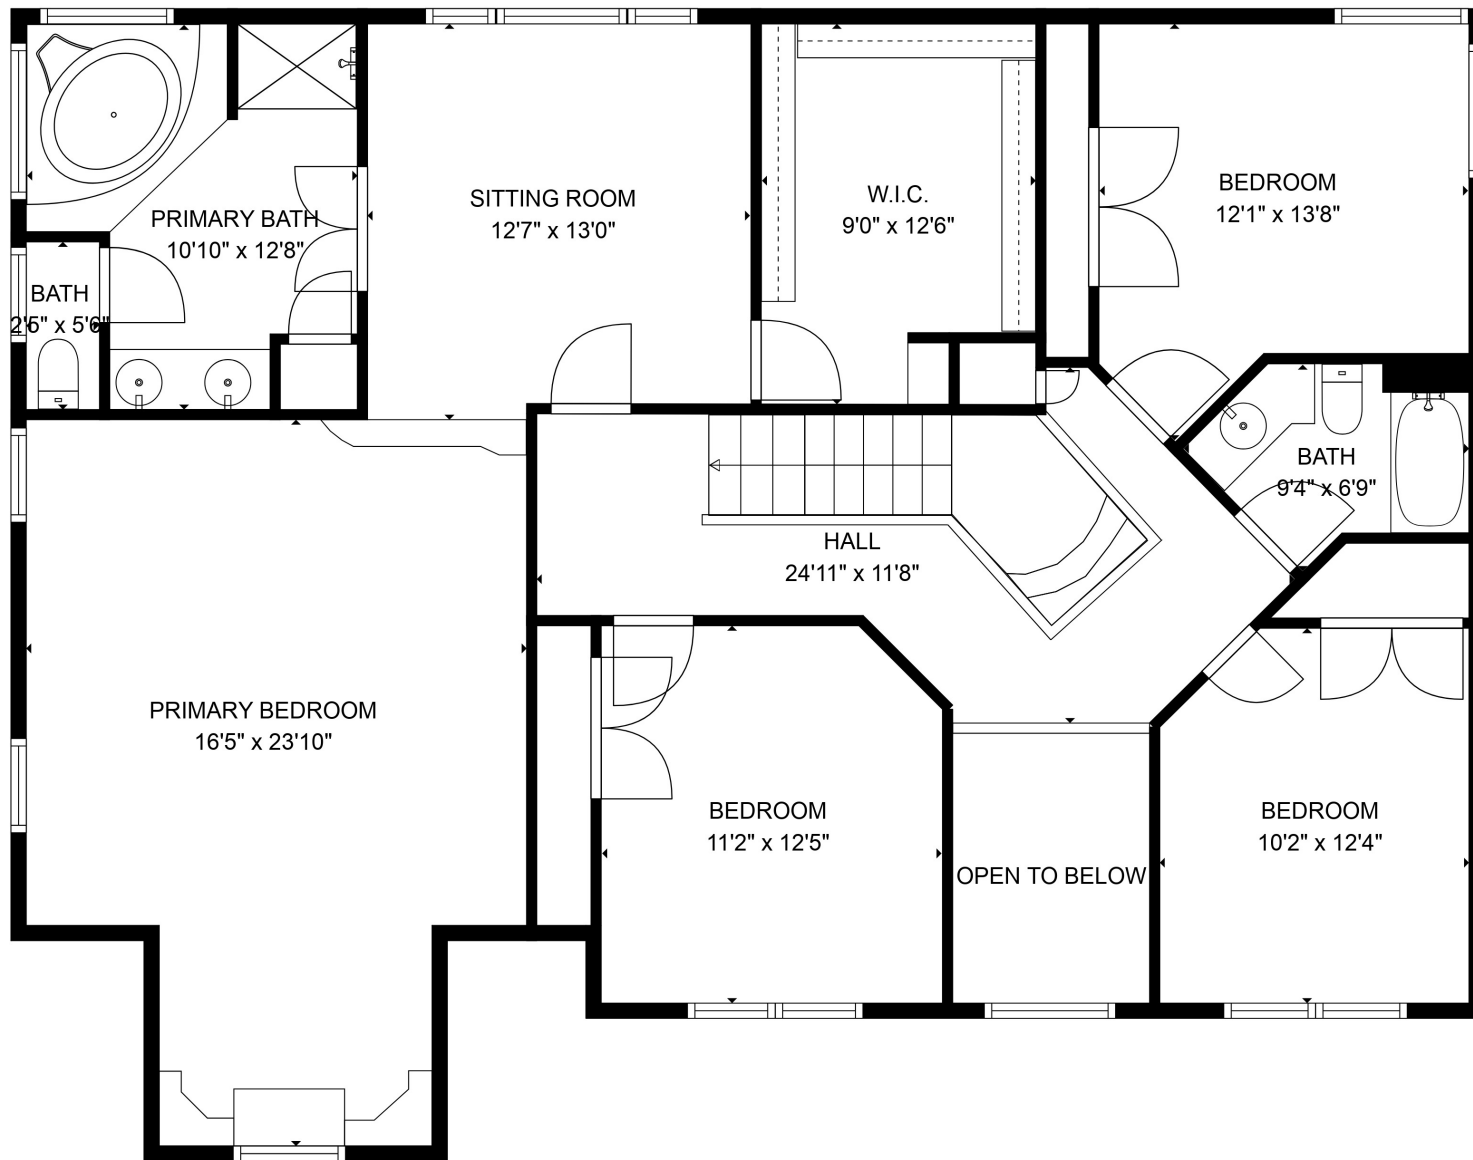 SITTING ROOM
12'7" x 13'0"
W.I.C.
9'0" x 12'6"
BEDROOM
12'1" x 13'8"
PRIMARY BATH
10'10" x 12'8"
BATH
2'5" x 5'6"
BATH
9'4" x 6'9"
HALL
24'11" x 11'8"
PRIMARY BEDROOM
16'5" x 23'10"
BEDROOM
11'2" x 12'5"
OPEN TO BELOW
BEDROOM
10'2" x 12'4"